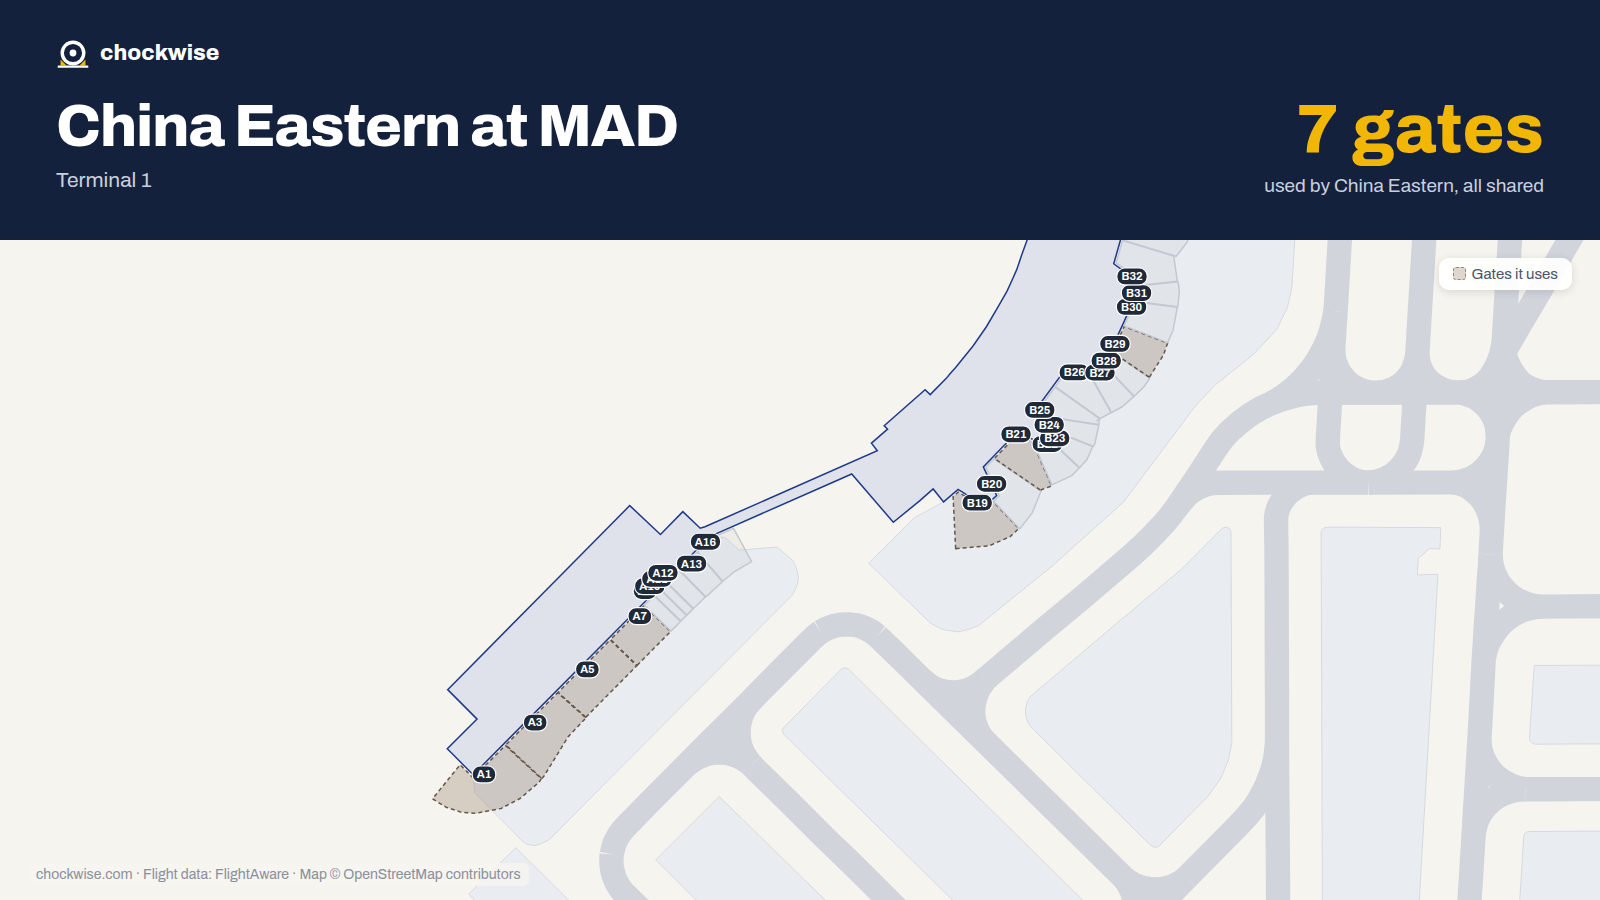 chockwise
China Eastern at MAD
Terminal 1
7 gates
used by China Eastern, all shared
Gates it uses
B32
B31
B30
B29
B28
B26
B27
B25
B24
B21
B23
B20
B19
A16
A13
A12
A7
A5
A3
A1
chockwise.com · Flight data: FlightAware · Map © OpenStreetMap contributors